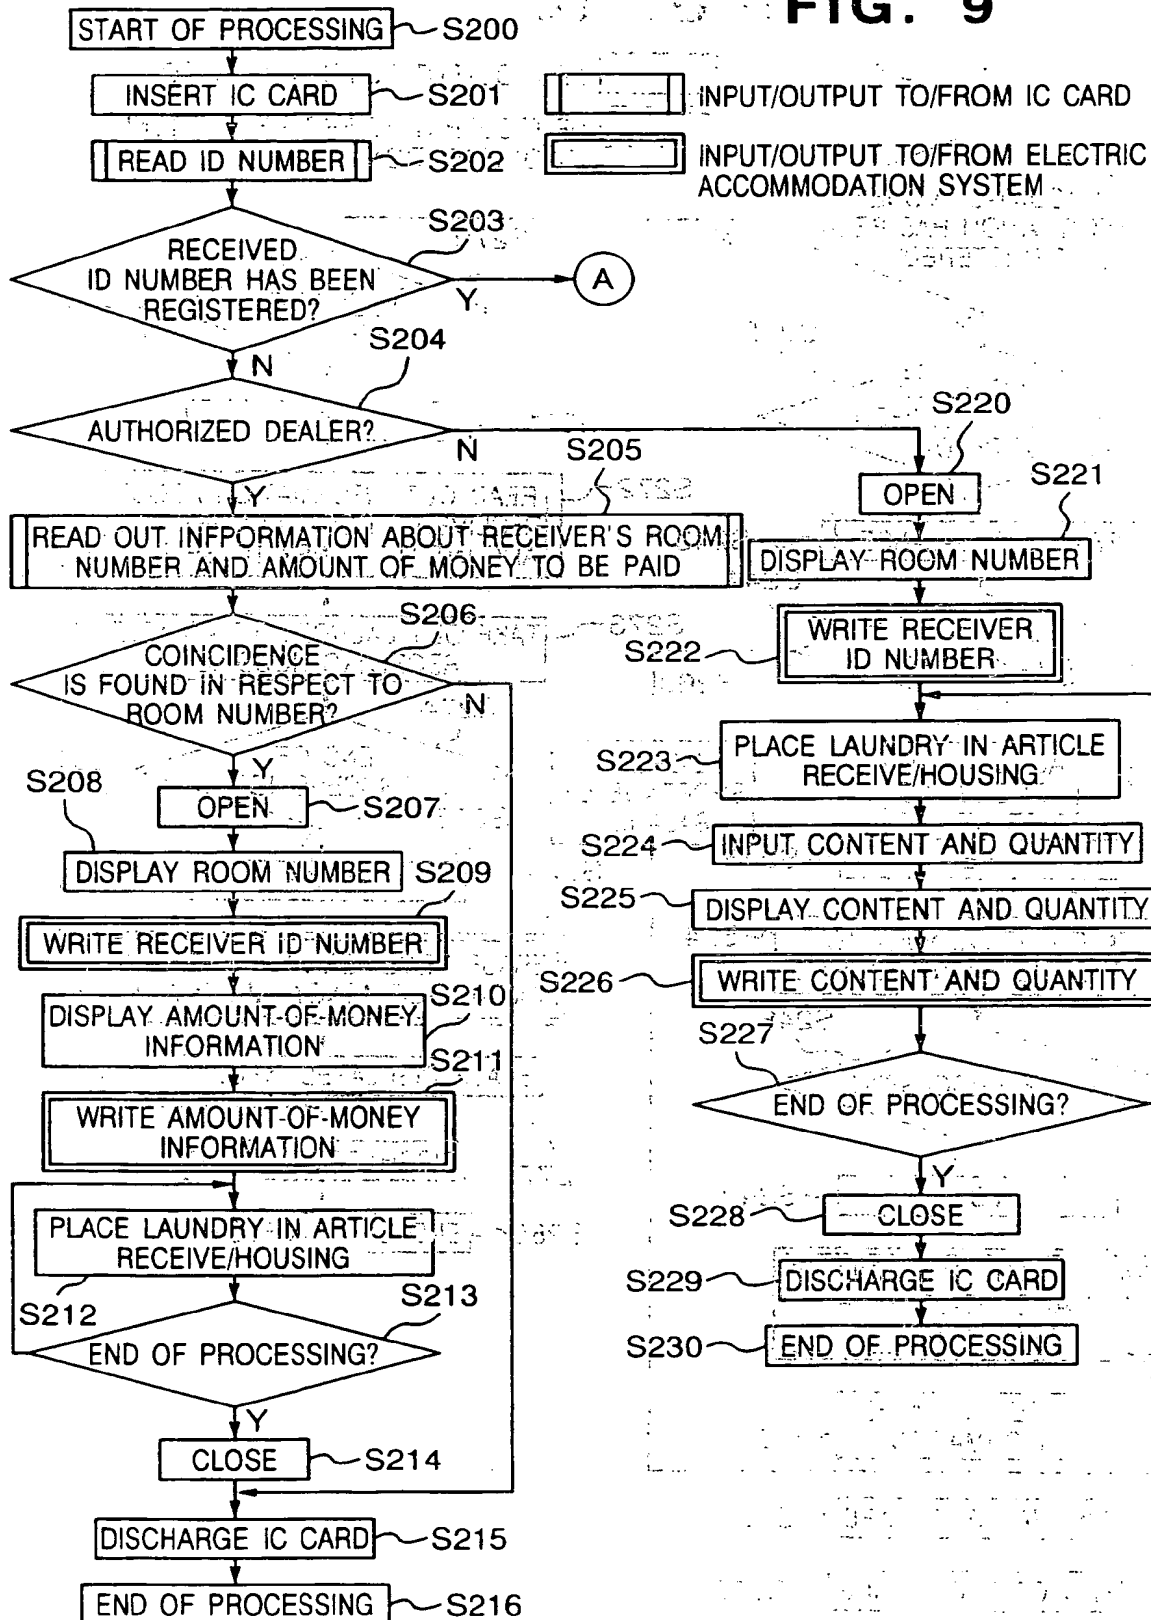 FIG. 9
START OF PROCESSING
S200
INSERT IC CARD
S201
READ ID NUMBER
S202
INPUT/OUTPUT TO/FROM IC CARD
INPUT/OUTPUT TO/FROM ELECTRIC
ACCOMMODATION SYSTEM
S203
RECEIVED
ID NUMBER HAS BEEN
REGISTERED?
Y
A
N
S204
AUTHORIZED DEALER?
N
Y
S205
READ OUT INFPORMATION ABOUT RECEIVER'S ROOM
NUMBER AND AMOUNT OF MONEY TO BE PAID
S206
COINCIDENCE
IS FOUND IN RESPECT TO
ROOM NUMBER?
N
Y
OPEN
S207
S208
DISPLAY ROOM NUMBER
S209
WRITE RECEIVER ID NUMBER
S210
DISPLAY AMOUNT-OF-MONEY
INFORMATION
S211
WRITE AMOUNT-OF-MONEY
INFORMATION
PLACE LAUNDRY IN ARTICLE
RECEIVE/HOUSING
S212
S213
END OF PROCESSING?
Y
CLOSE
S214
DISCHARGE IC CARD
S215
END OF PROCESSING
S216
S220
OPEN
S221
DISPLAY ROOM NUMBER
S222
WRITE RECEIVER
ID NUMBER
S223
PLACE LAUNDRY IN ARTICLE
RECEIVE/HOUSING
S224
INPUT CONTENT AND QUANTITY
S225
DISPLAY CONTENT AND QUANTITY
S226
WRITE CONTENT AND QUANTITY
S227
END OF PROCESSING?
Y
S228
CLOSE
S229
DISCHARGE IC CARD
S230
END OF PROCESSING